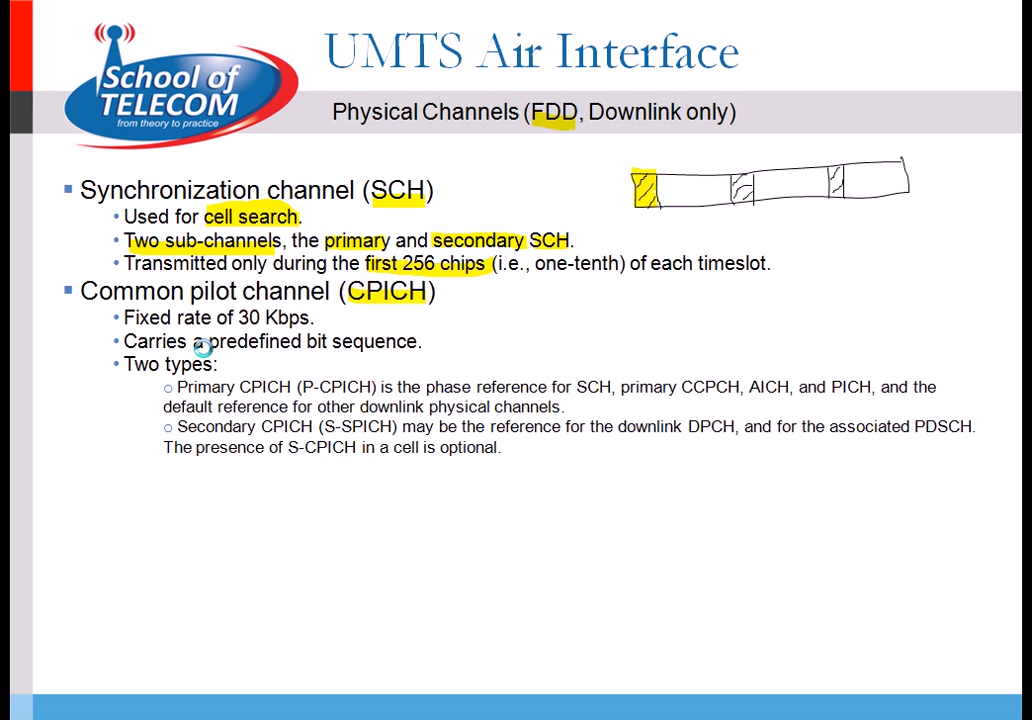 School of
TELECOM
from theory to practice
UMTS Air Interface
Physical Channels (FDD, Downlink only)
▪ Synchronization channel (SCH)
• Used for cell search.
• Two sub-channels, the primary and secondary SCH.
• Transmitted only during the first 256 chips (i.e., one-tenth) of each timeslot.
▪ Common pilot channel (CPICH)
• Fixed rate of 30 Kbps.
• Carries a predefined bit sequence.
• Two types:
○ Primary CPICH (P-CPICH) is the phase reference for SCH, primary CCPCH, AICH, and PICH, and the
default reference for other downlink physical channels.
○ Secondary CPICH (S-SPICH) may be the reference for the downlink DPCH, and for the associated PDSCH.
The presence of S-CPICH in a cell is optional.